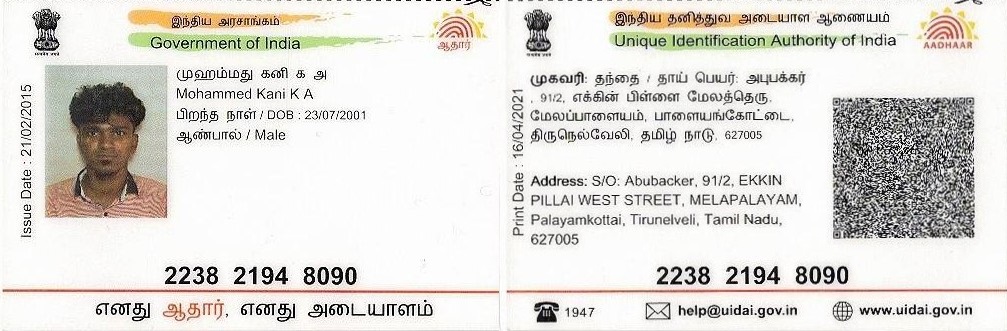 இந்திய அரசாங்கம்
Government of India
ஆதார்
முஹம்மது கனி க அ
Mohammed Kani K A
பிறந்த நாள் / DOB : 23/07/2001
ஆண்பால் / Male
Issue Date : 21/02/2015
2238 2194 8090
எனது ஆதார், எனது அடையாளம்
இந்திய தனித்துவ அடையாள ஆணையம்
Unique Identification Authority of India
AADHAAR
முகவரி: தந்தை / தாய் பெயர்: அபுபக்கர்
, 91/2, எக்கின் பிள்ளை மேலத்தெரு,
மேலப்பாளையம், பாளையங்கோட்டை,
திருநெல்வேலி, தமிழ் நாடு, 627005
Print Date : 16/04/2021
Address: S/O: Abubacker, 91/2, EKKIN
PILLAI WEST STREET, MELAPALAYAM,
Palayamkottai, Tirunelveli, Tamil Nadu,
627005
2238 2194 8090
1947
help@uidai.gov.in
www.uidai.gov.in